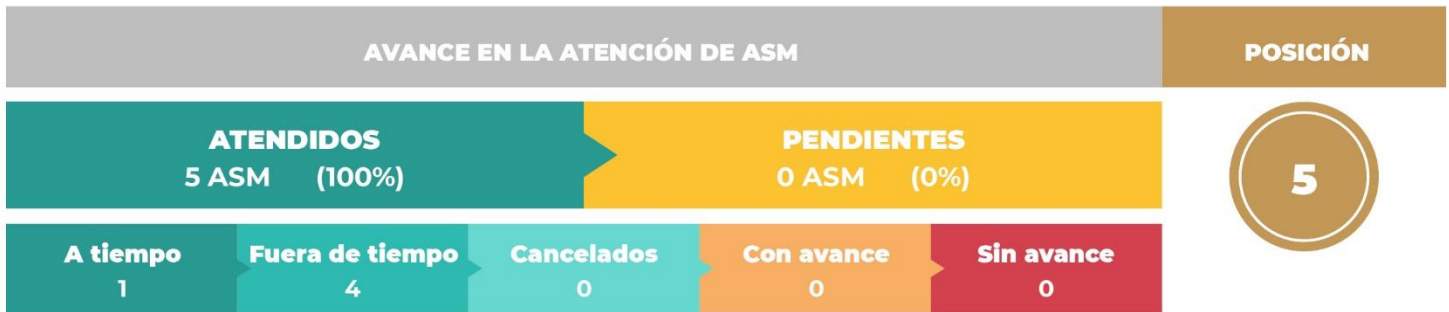 AVANCE EN LA ATENCIÓN DE ASM
POSICIÓN
ATENDIDOS
5 ASM (100%)
PENDIENTES
0 ASM (0%)
5
A tiempo
1
Fuera de tiempo
4
Cancelados
0
Con avance
0
Sin avance
0